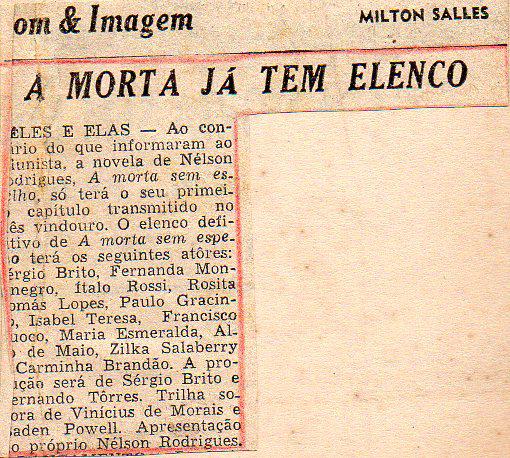 om & Imagem
MILTON SALLES
A MORTA JÁ TEM ELENCO
ELES E ELAS — Ao con-
rio do que informaram ao
unista, a novela de Nélson
odrigues, A morta sem es-
lho, só terá o seu primei-
capítulo transmitido no
ês vindouro. O elenco defi-
itivo de A morta sem espe-
o terá os seguintes atôres:
érgio Brito, Fernanda Mon-
negro, Ítalo Rossi, Rosita
omás Lopes, Paulo Gracin-
o, Isabel Teresa, Francisco
uoco, Maria Esmeralda, Al-
o de Maio, Zilka Salaberry
Carminha Brandão. A pro-
ução será de Sérgio Brito e
ernando Tôrres. Trilha so-
ora de Vinícius de Morais e
aden Powell. Apresentação
o próprio Nélson Rodrigues.